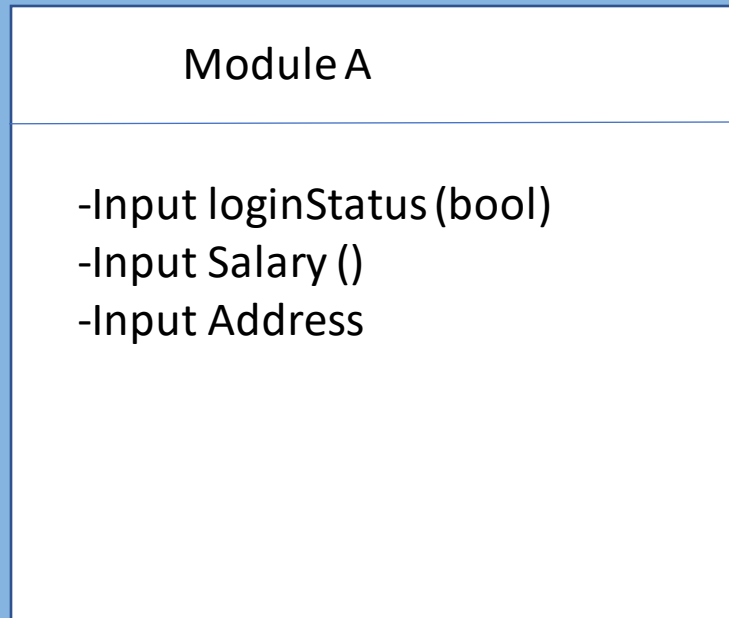 Module A
-Input loginStatus (bool)
-Input Salary ()
-Input Address